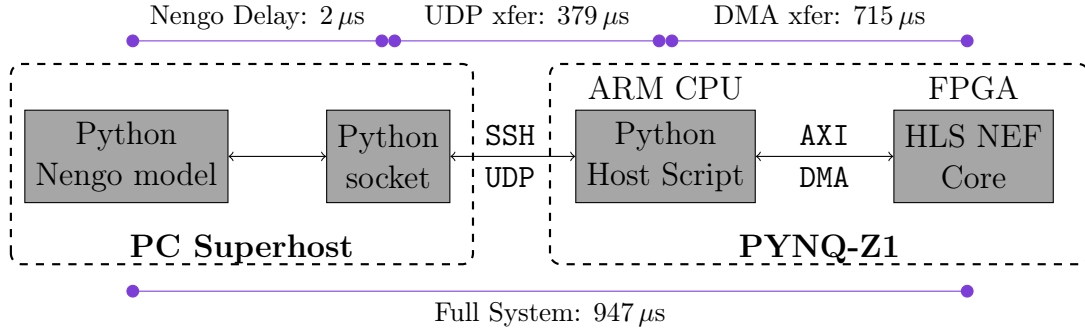 Nengo Delay: 2 μs
UDP xfer: 379 μs
DMA xfer: 715 μs
ARM CPU
FPGA
Python
Nengo model
Python
socket
SSH
UDP
Python
Host Script
AXI
DMA
HLS NEF
Core
PC Superhost
PYNQ-Z1
Full System: 947 μs